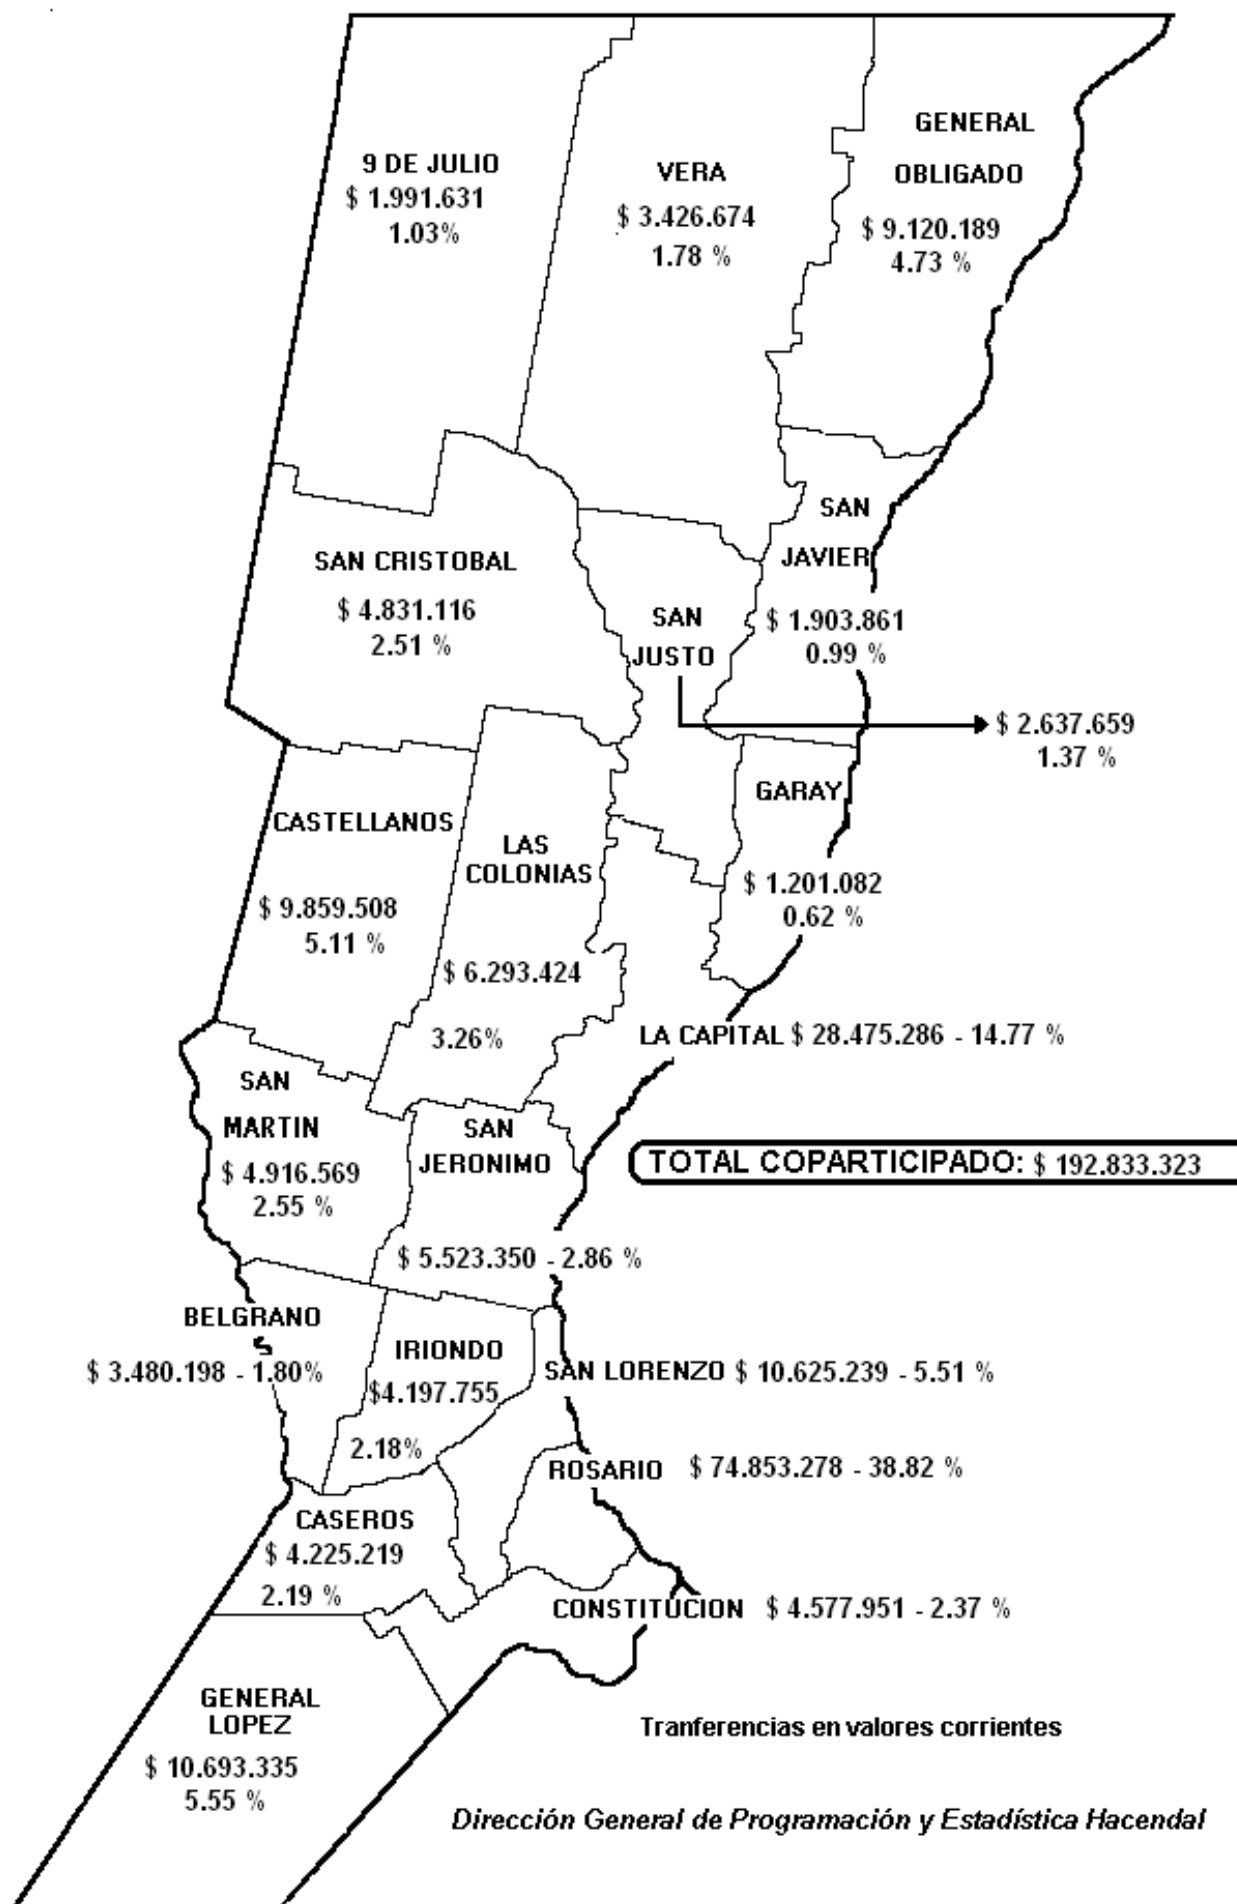 9 DE JULIO
$ 1.991.631
1.03%
VERA
$ 3.426.674
1.78 %
GENERAL
OBLIGADO
$ 9.120.189
4.73 %
SAN CRISTOBAL
$ 4.831.116
2.51 %
SAN
JUSTO
$ 2.637.659
1.37 %
SAN
JAVIER
$ 1.903.861
0.99 %
CASTELLANOS
$ 9.859.508
5.11 %
LAS
COLONIAS
$ 6.293.424
3.26%
GARAY
$ 1.201.082
0.62 %
LA CAPITAL $ 28.475.286 - 14.77 %
SAN
MARTIN
$ 4.916.569
2.55 %
SAN
JERONIMO
$ 5.523.350 - 2.86 %
TOTAL COPARTICIPADO: $ 192.833.323
BELGRANO
$ 3.480.198 - 1.80%
IRIONDO
$4.197.755
2.18%
SAN LORENZO $ 10.625.239 - 5.51 %
ROSARIO $ 74.853.278 - 38.82 %
CASEROS
$ 4.225.219
2.19 %
CONSTITUCION $ 4.577.951 - 2.37 %
GENERAL
LOPEZ
$ 10.693.335
5.55 %
Tranferencias en valores corrientes
Dirección General de Programación y Estadística Hacendal